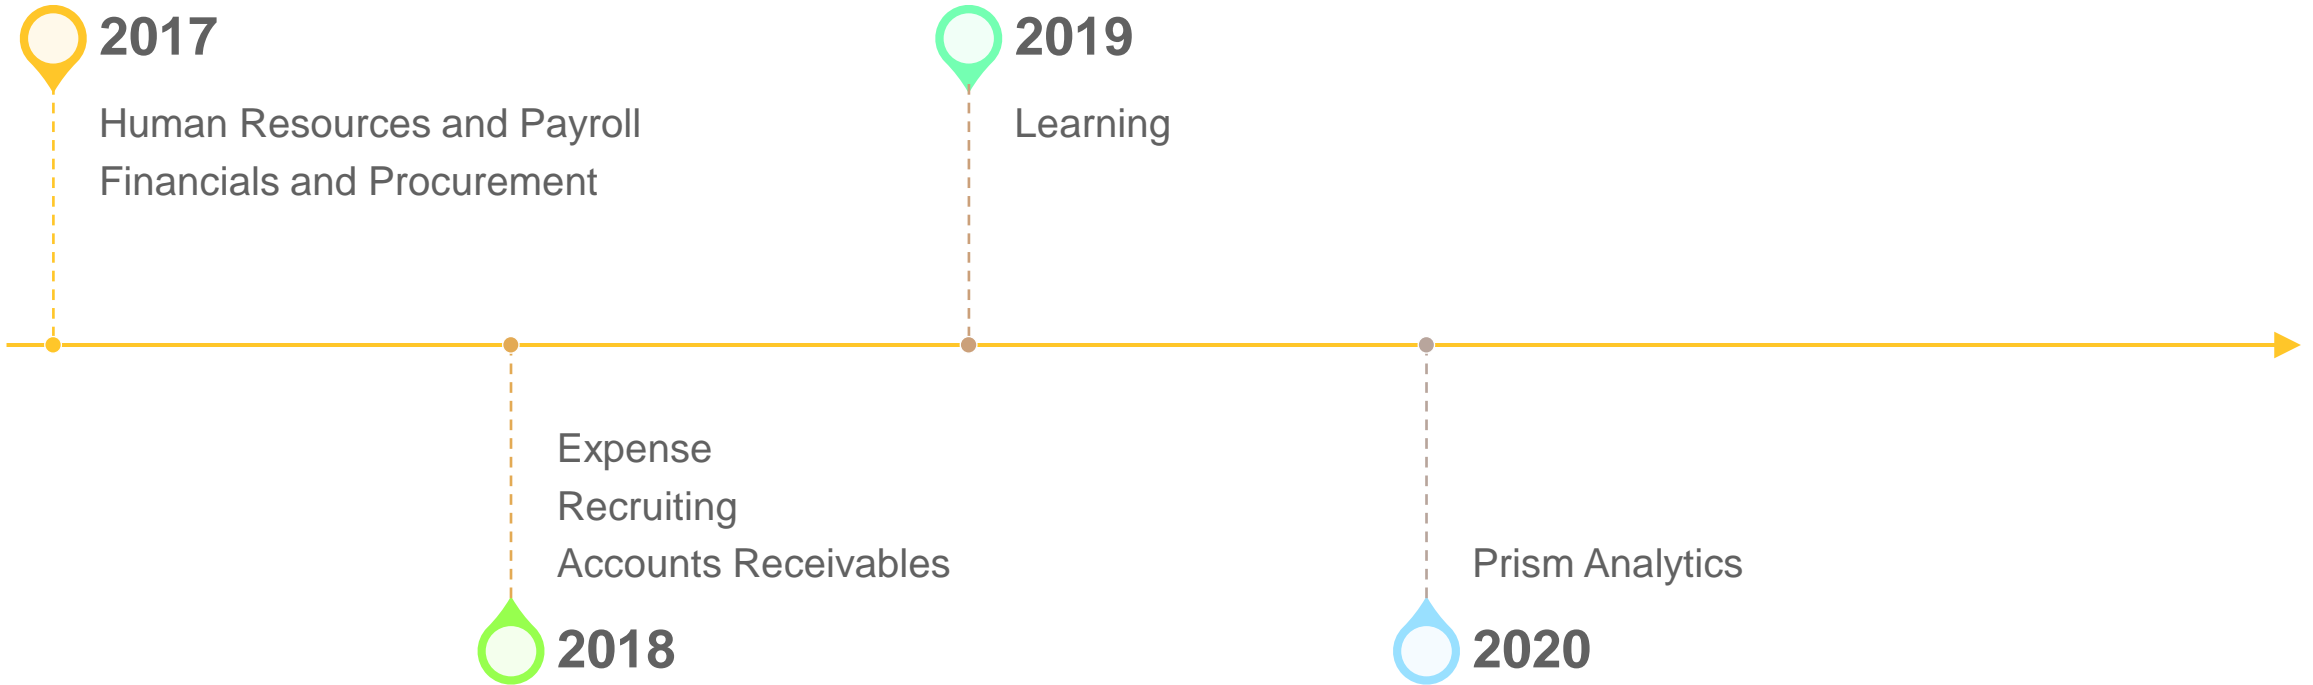 2017
Human Resources and Payroll
Financials and Procurement
2019
Learning
Expense
Recruiting
Accounts Receivables
2018
Prism Analytics
2020